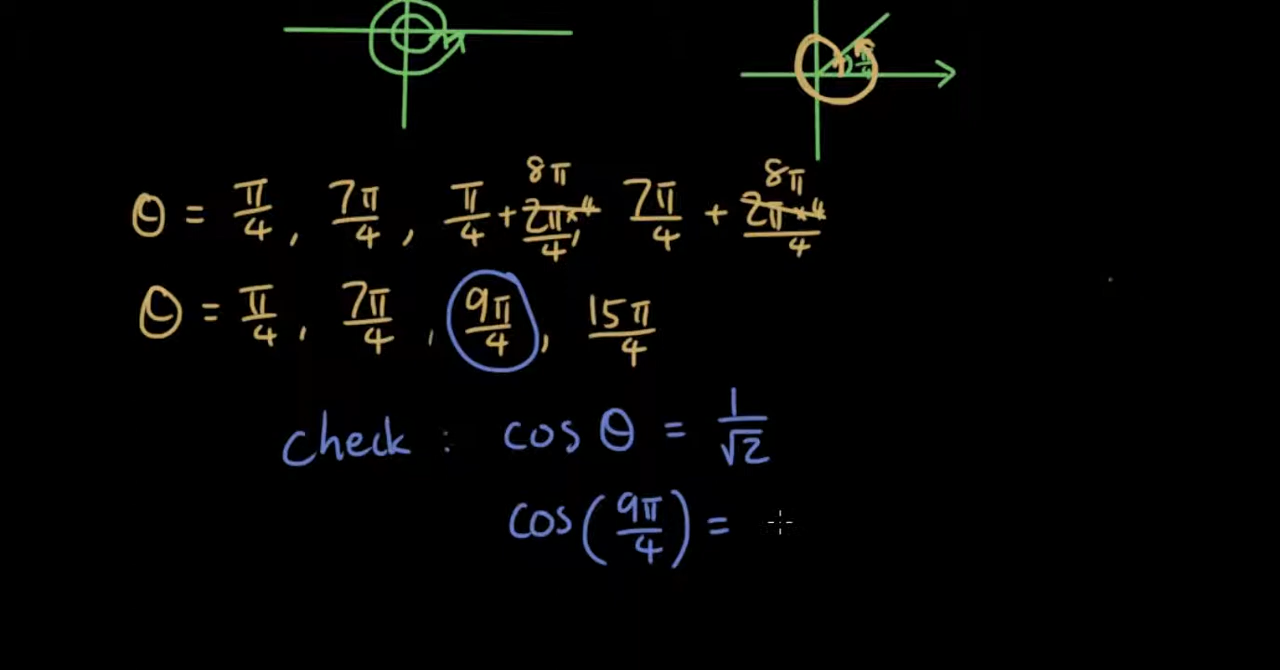 π/4
θ = π/4, 7π/4, π/4 + 8π 2π×4/4, 7π/4 + 8π 2π×4/4
θ = π/4, 7π/4, 9π/4, 15π/4
check : cos θ = 1/√2
cos(9π/4) =